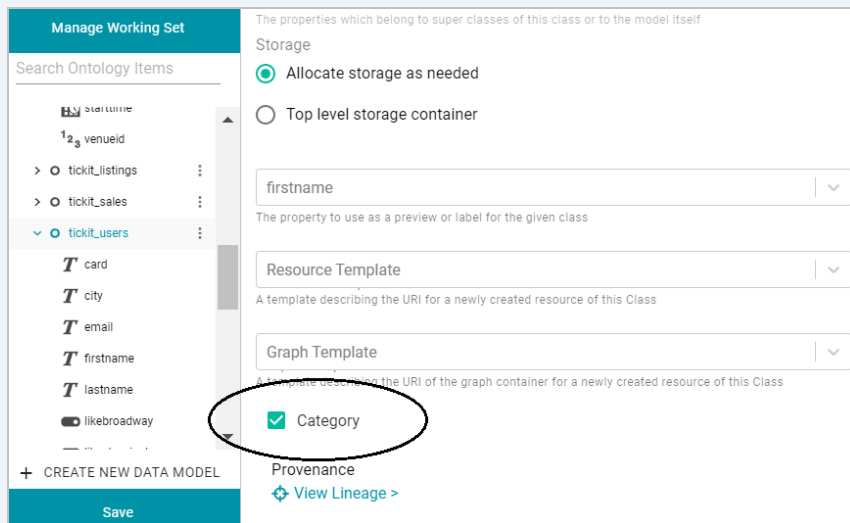 Manage Working Set
Search Ontology Items
starttime
123 venueid
tickit_listings
tickit_sales
tickit_users
T card
T city
T email
T firstname
T lastname
likebroadway
+ CREATE NEW DATA MODEL
Save
The properties which belong to super classes of this class or to the model itself
Storage
Allocate storage as needed
Top level storage container
firstname
The property to use as a preview or label for the given class
Resource Template
A template describing the URI for a newly created resource of this Class
Graph Template
A template describing the URI of the graph container for a newly created resource of this Class
Category
Provenance
View Lineage >